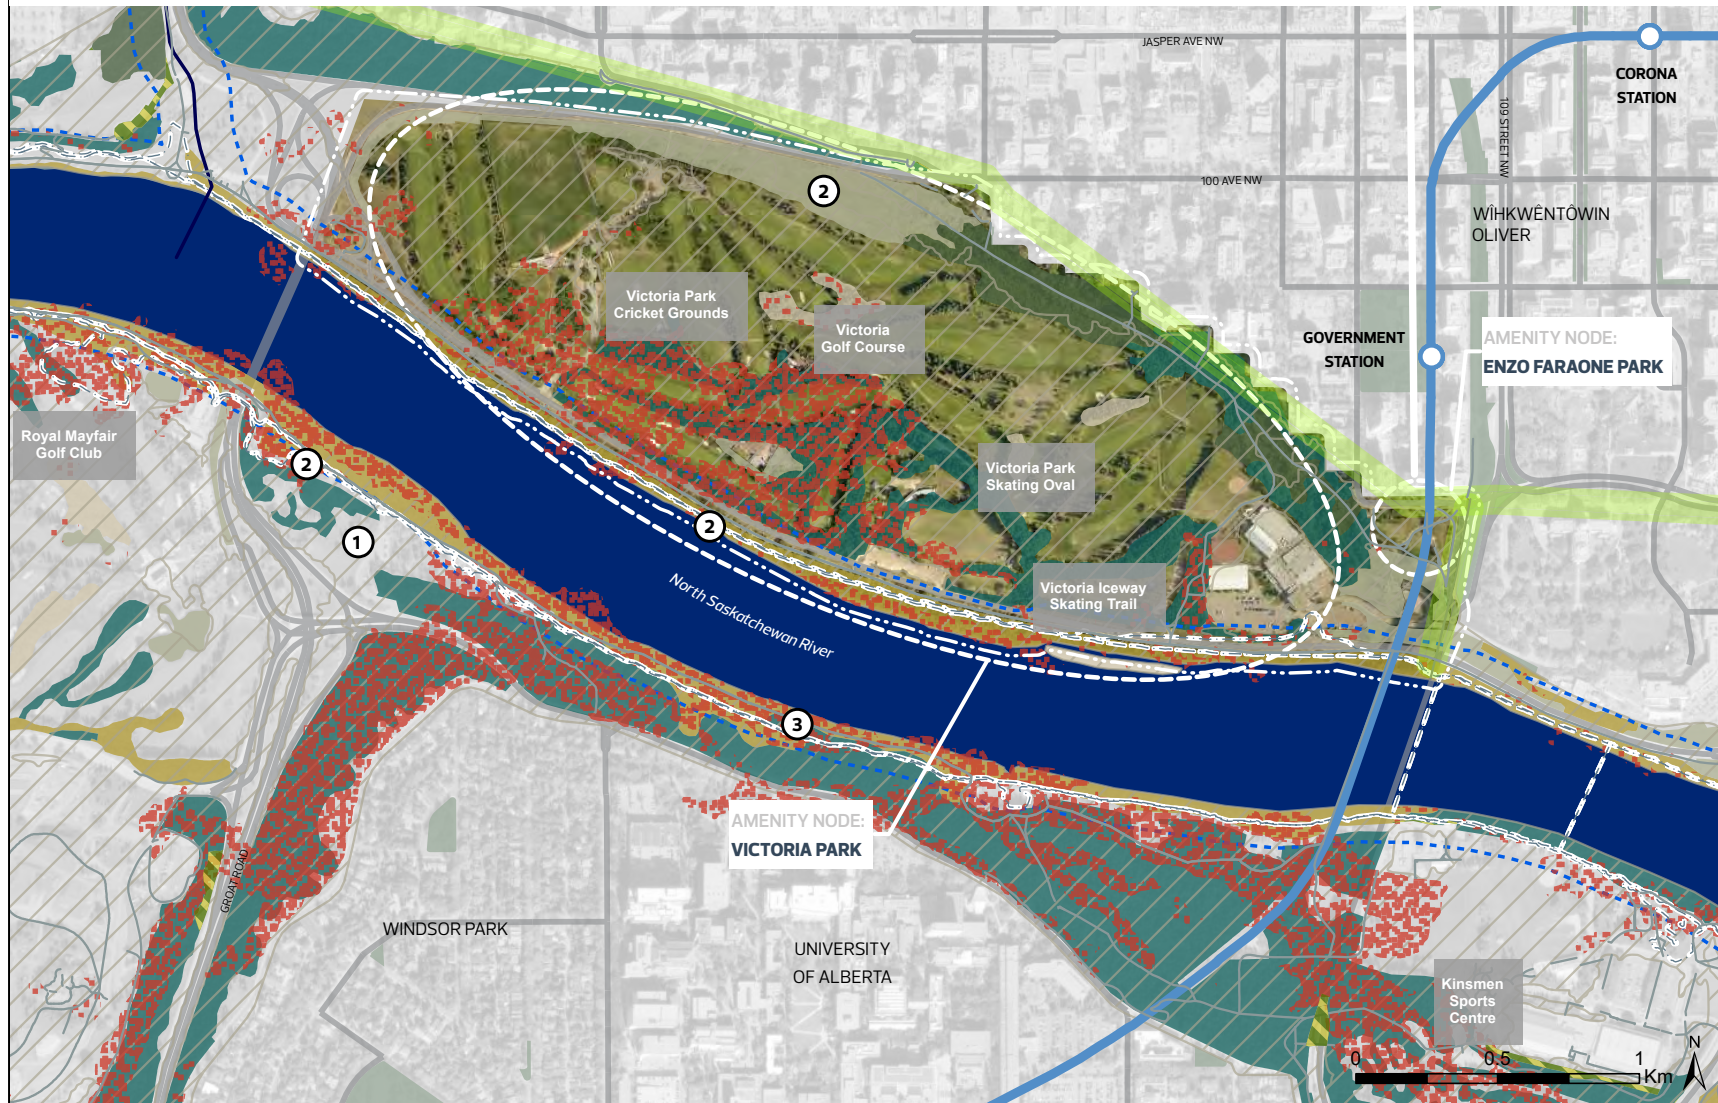 JASPER AVE NW
CORONA
STATION
109 STREET NW
2
100 AVE NW
WÎHKWÊNTÔWIN
OLIVER
Victoria Park
Cricket Grounds
Victoria
Golf Course
GOVERNMENT
STATION
AMENITY NODE:
ENZO FARAONE PARK
Royal Mayfair
Golf Club
2
Victoria Park
Skating Oval
1
2
North Saskatchewan River
Victoria Iceway
Skating Trail
3
AMENITY NODE:
VICTORIA PARK
GROAT ROAD
WINDSOR PARK
UNIVERSITY
OF ALBERTA
Kinsmen
Sports
Centre
N
0 0.5 1
Km